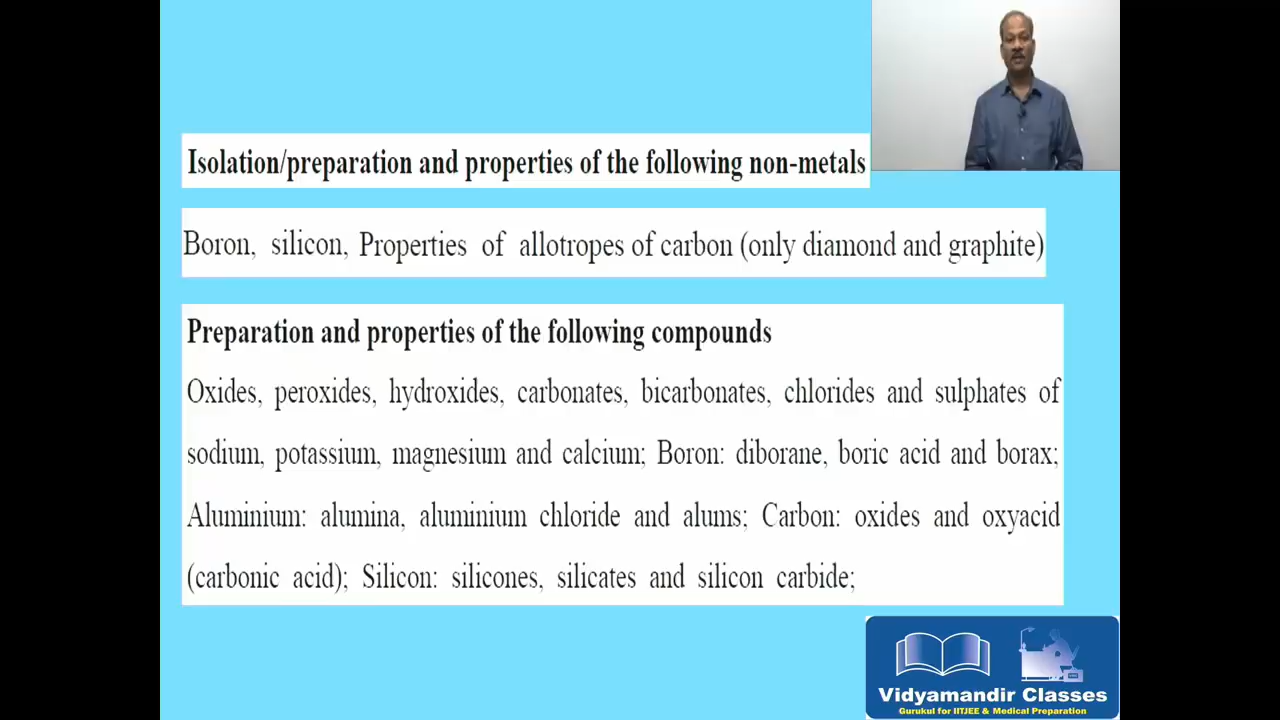 Isolation/preparation and properties of the following non-metals
Boron, silicon, Properties of allotropes of carbon (only diamond and graphite)
Preparation and properties of the following compounds
Oxides, peroxides, hydroxides, carbonates, bicarbonates, chlorides and sulphates of
sodium, potassium, magnesium and calcium; Boron: diborane, boric acid and borax;
Aluminium: alumina, aluminium chloride and alums; Carbon: oxides and oxyacid
(carbonic acid); Silicon: silicones, silicates and silicon carbide;
Vidyamandir Classes
Gurukul for IITJEE & Medical Preparation